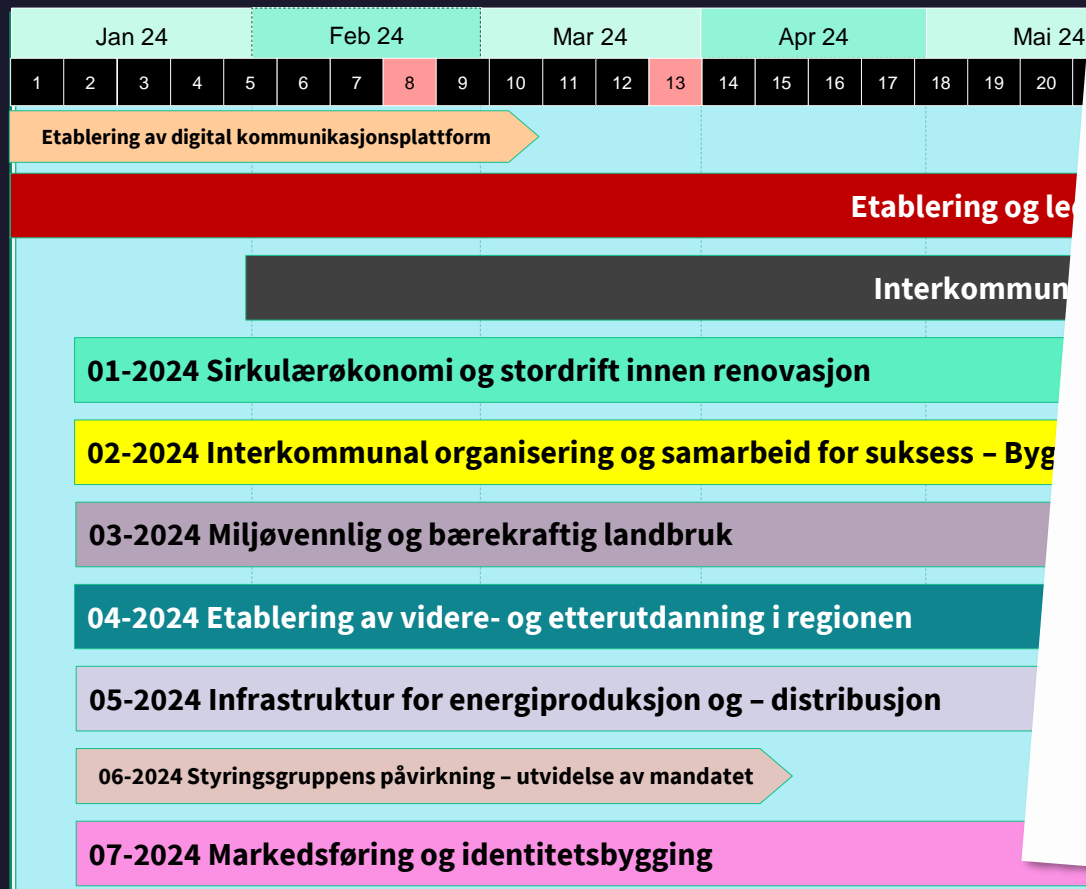 Jan 24 Feb 24 Mar 24 Apr 24 Mai 24
1 2 3 4 5 6 7 8 9 10 11 12 13 14 15 16 17 18 19 20
Etablering av digital kommunikasjonsplattform
Etablering og
Interkommun
01-2024 Sirkulærøkonomi og stordrift innen renovasjon
02-2024 Interkommunal organisering og samarbeid for suksess – Byg
03-2024 Miljøvennlig og bærekraftig landbruk
04-2024 Etablering av videre- og etterutdanning i regionen
05-2024 Infrastruktur for energiproduksjon og – distribusjon
06-2024 Styringsgruppens påvirkning – utvidelse av mandatet
07-2024 Markedsføring og identitetsbygging